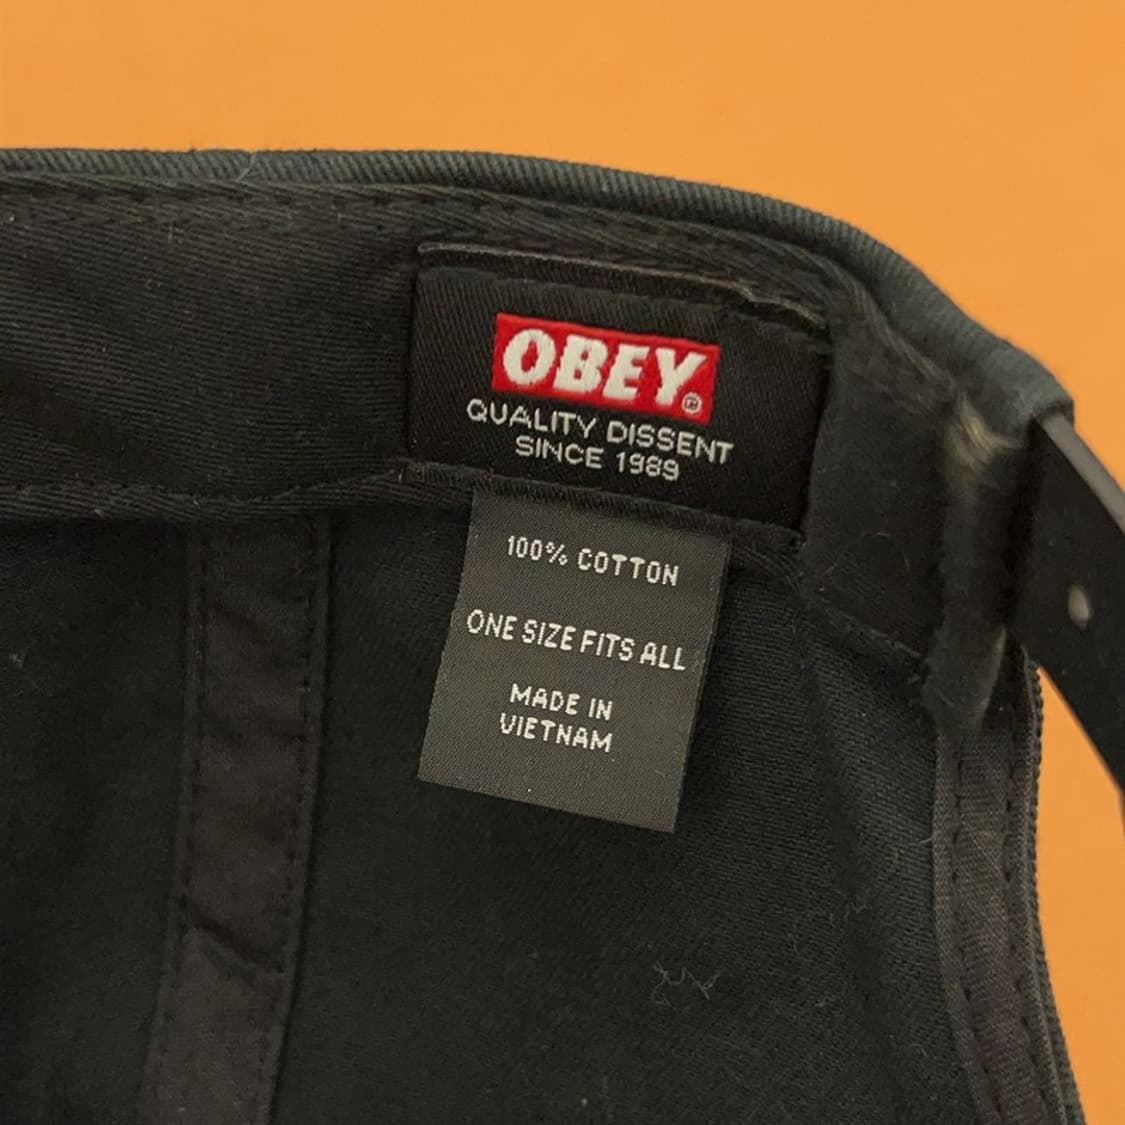 OBEY®
QUALITY DISSENT
SINCE 1989
100% COTTON
ONE SIZE FITS ALL
MADE IN
VIETNAM